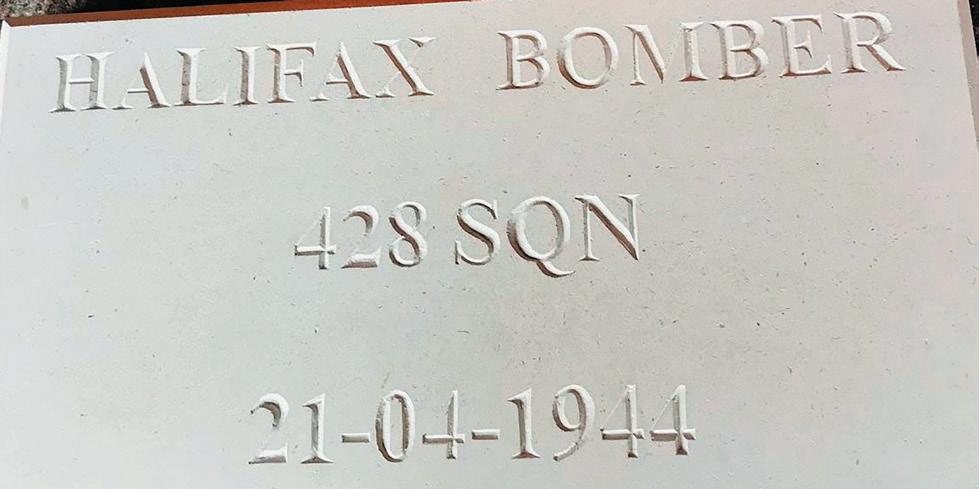 HALIFAX BOMBER
428 SQN
21-04-1944